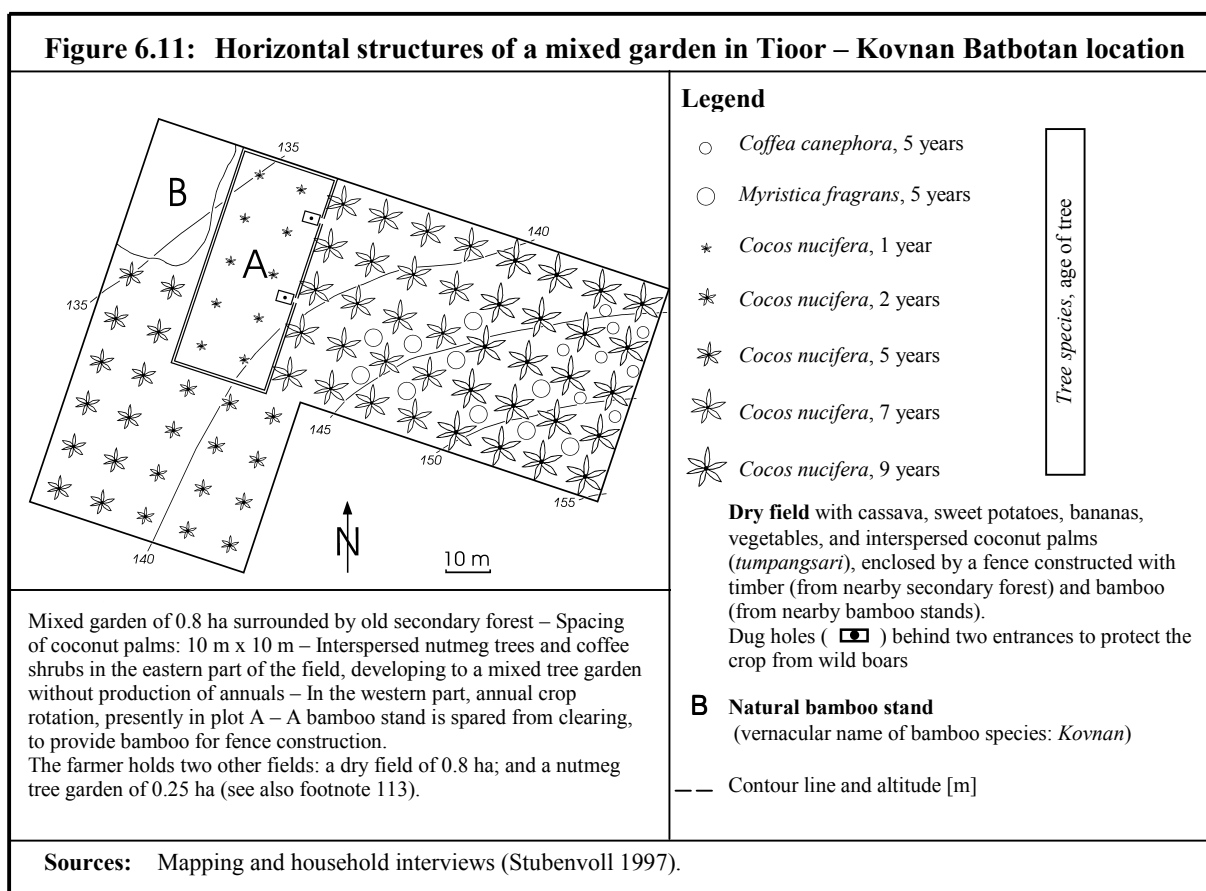 Figure 6.11: Horizontal structures of a mixed garden in Tioor – Kovnan Batbotan location
135
B
A
140
135
145
150
155
140
N
10 m
Mixed garden of 0.8 ha surrounded by old secondary forest – Spacing
of coconut palms: 10 m x 10 m – Interspersed nutmeg trees and coffee
shrubs in the eastern part of the field, developing to a mixed tree garden
without production of annuals – In the western part, annual crop
rotation, presently in plot A – A bamboo stand is spared from clearing,
to provide bamboo for fence construction.
The farmer holds two other fields: a dry field of 0.8 ha; and a nutmeg
tree garden of 0.25 ha (see also footnote 113).
Legend
Coffea canephora, 5 years
Myristica fragrans, 5 years
Cocos nucifera, 1 year
Cocos nucifera, 2 years
Cocos nucifera, 5 years
Cocos nucifera, 7 years
Cocos nucifera, 9 years
Tree species, age of tree
Dry field with cassava, sweet potatoes, bananas,
vegetables, and interspersed coconut palms
(tumpangsari), enclosed by a fence constructed with
timber (from nearby secondary forest) and bamboo
(from nearby bamboo stands).
Dug holes ( ) behind two entrances to protect the
crop from wild boars
B Natural bamboo stand
(vernacular name of bamboo species: Kovnan)
Contour line and altitude [m]
Sources: Mapping and household interviews (Stubenvoll 1997).